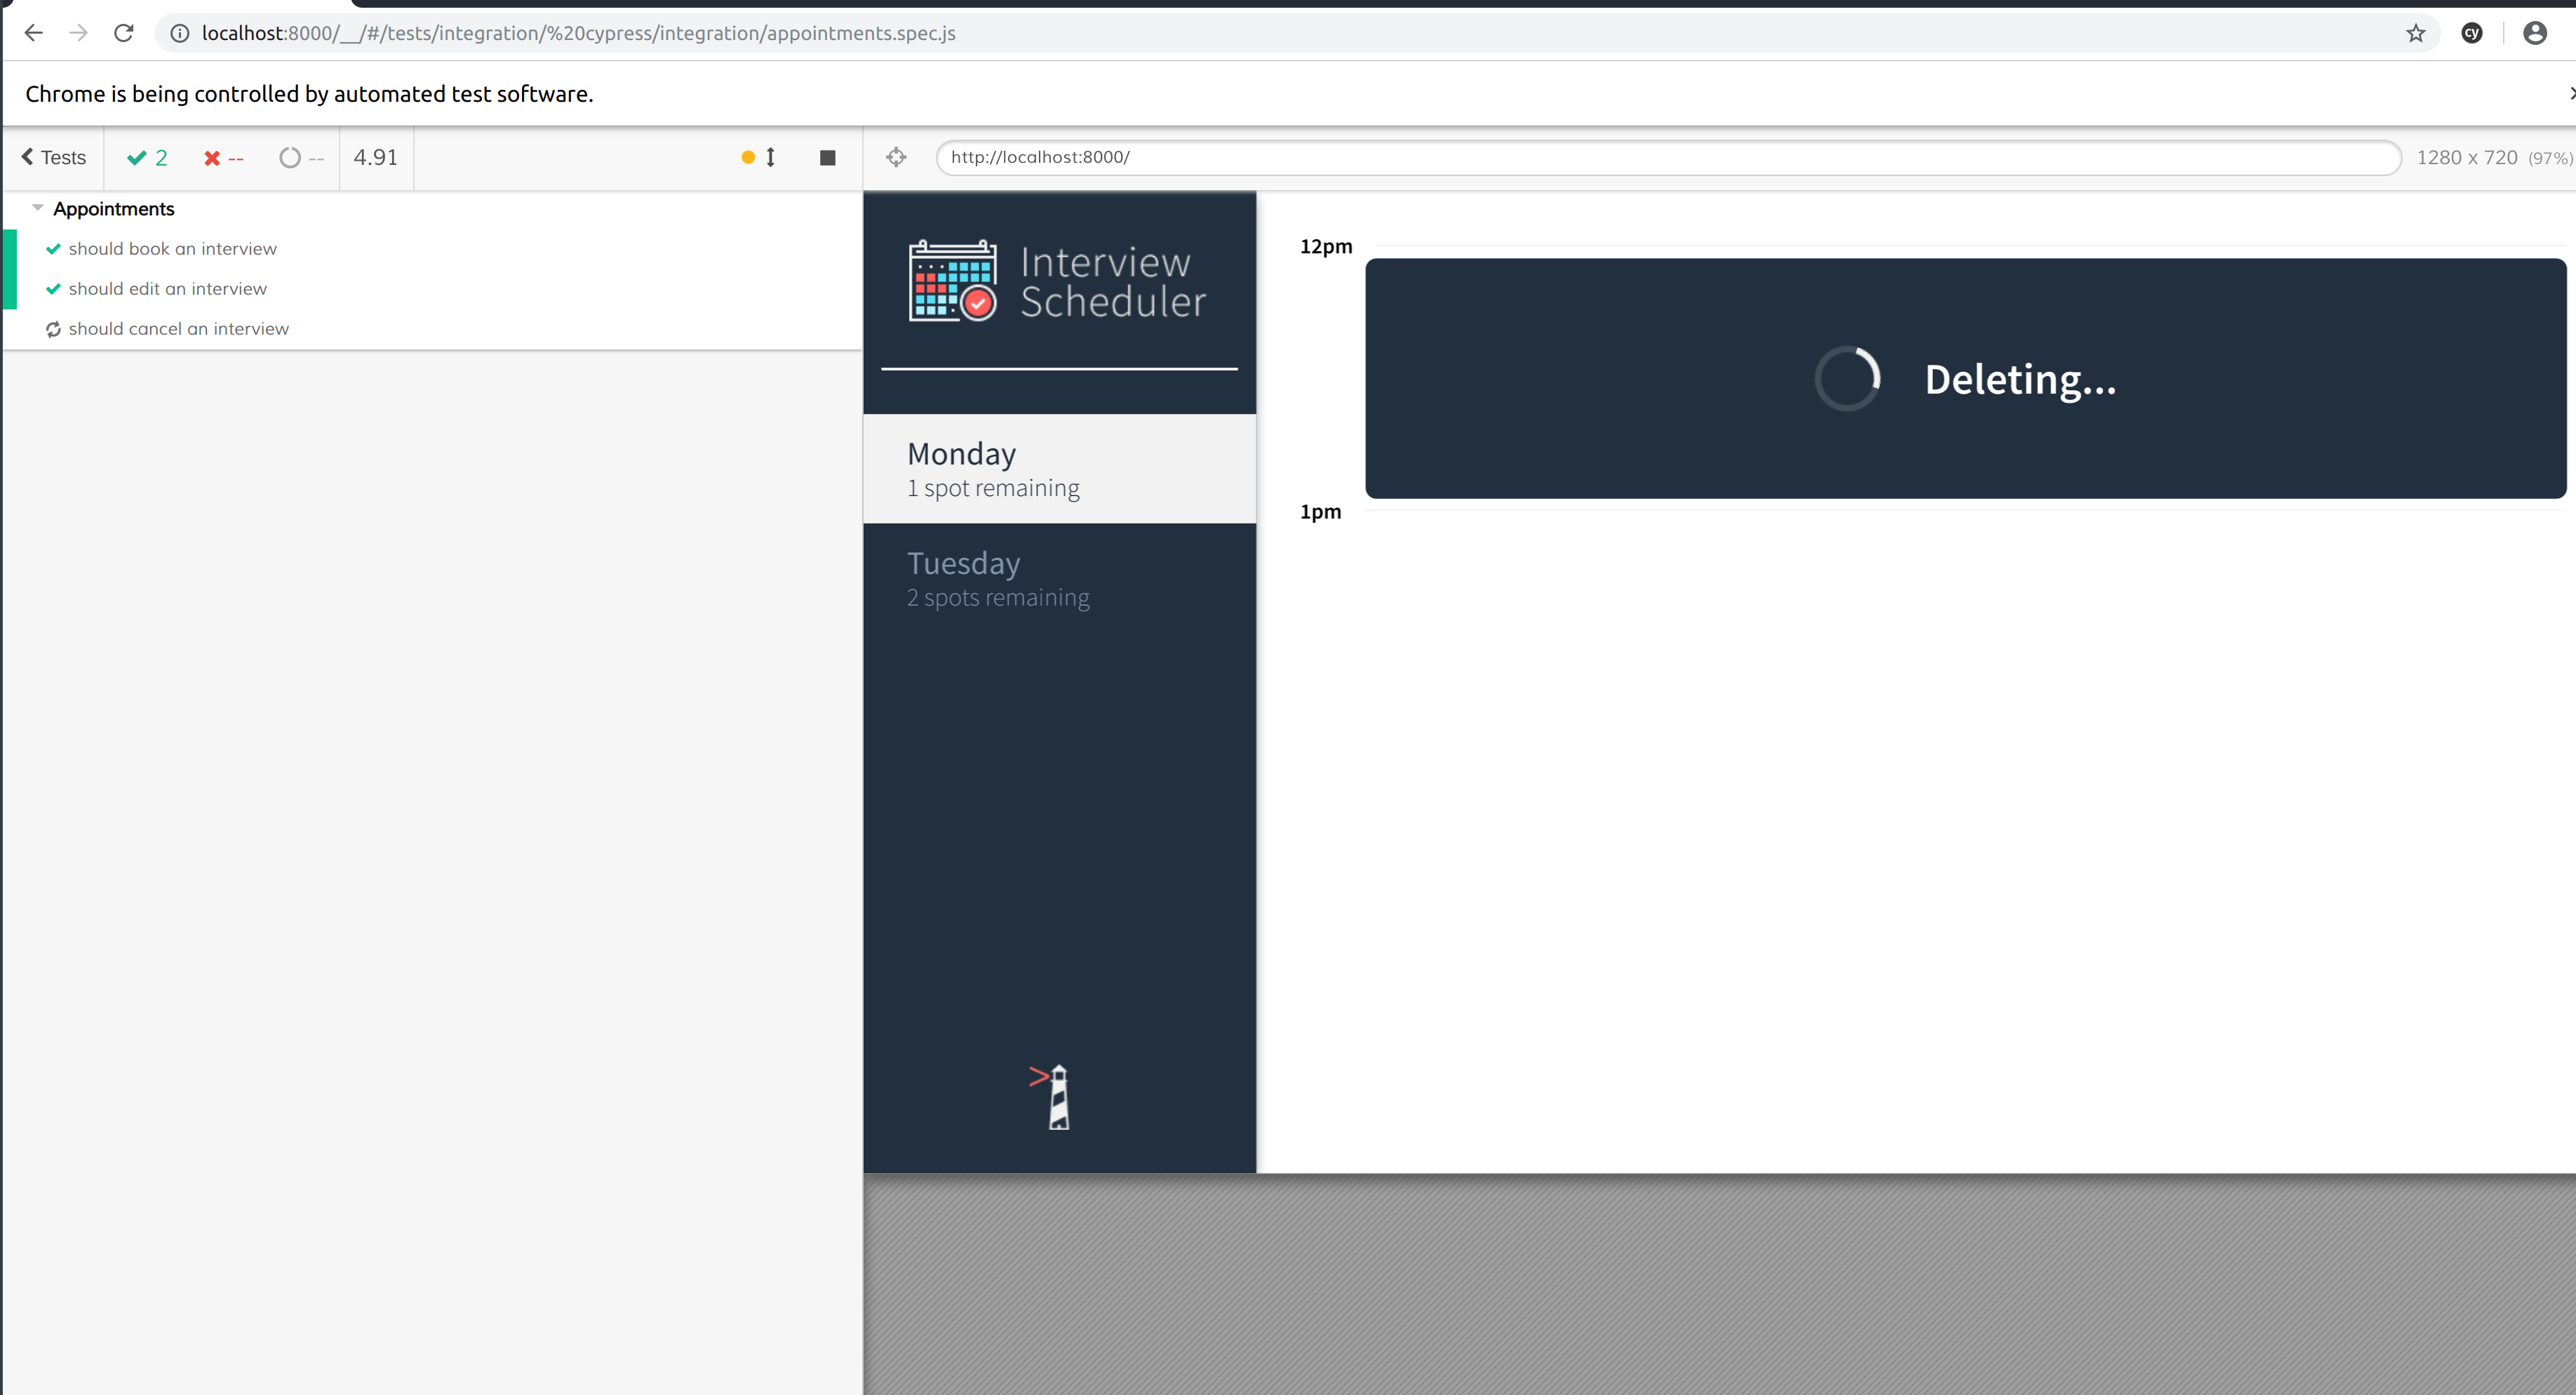 localhost:8000/__/#/tests/integration/%20cypress/integration/appointments.spec.js
cy
Chrome is being controlled by automated test software.
Tests
2
--
--
4.91
http://localhost:8000/
1280 x 720 (97%)
Appointments
should book an interview
should edit an interview
should cancel an interview
Interview
Scheduler
Monday
1 spot remaining
Tuesday
2 spots remaining
12pm
Deleting...
1pm